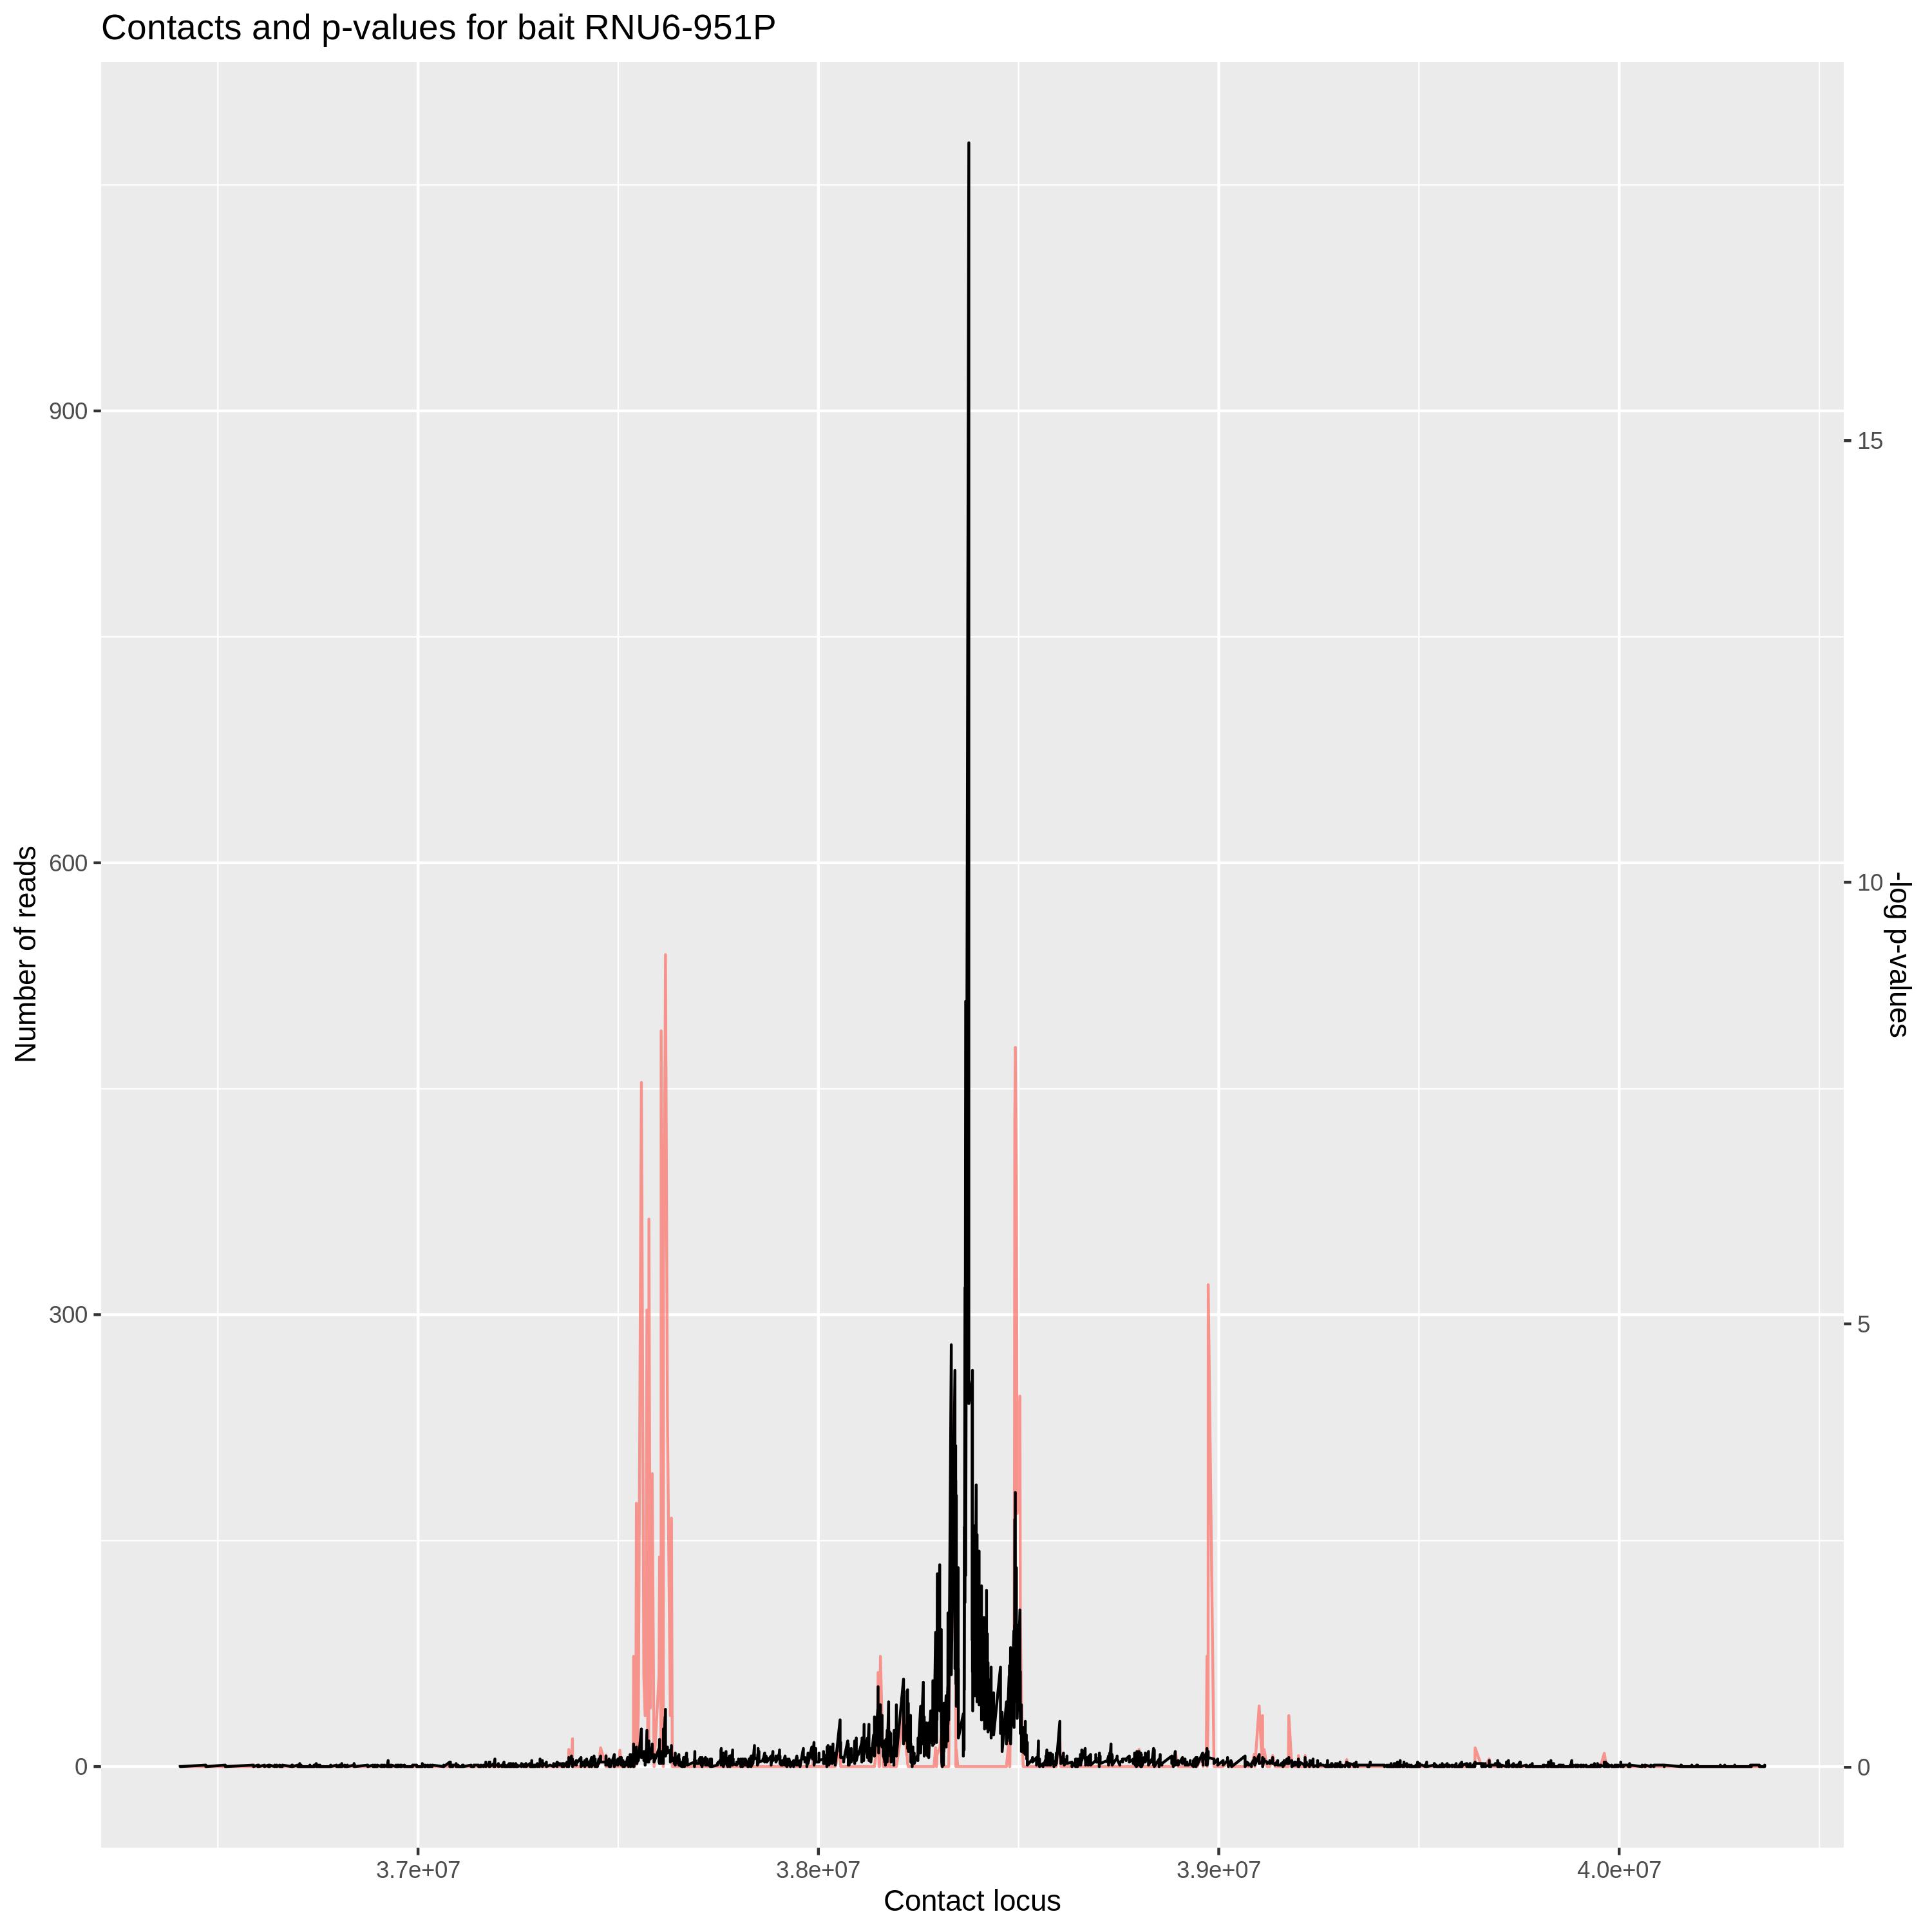 Contacts and p-values for bait RNU6-951P
Number of reads
900
600
300
0
15
10
5
0
-log p-values
3.7e+07
3.8e+07
3.9e+07
4.0e+07
Contact locus